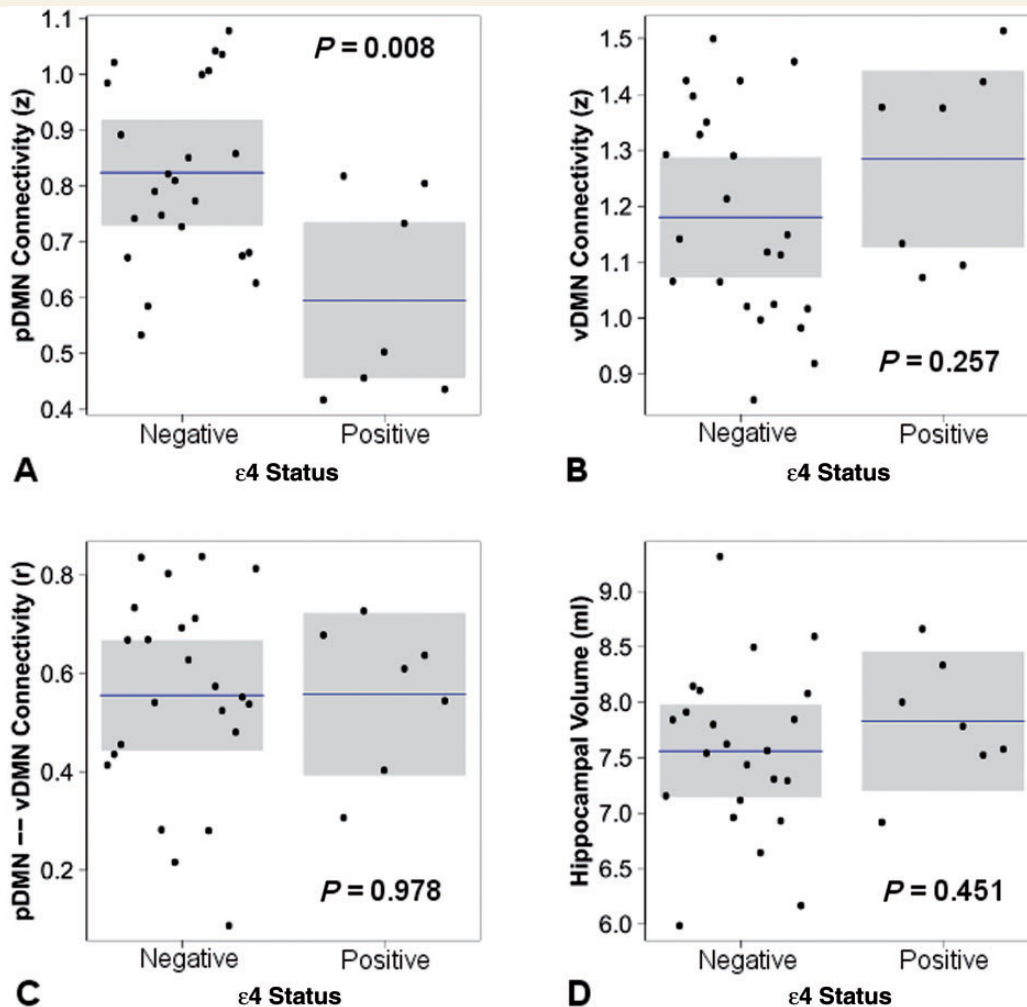 1.1
1.0
0.9
0.8
0.7
0.6
0.5
0.4
pDMN Connectivity (z)
P = 0.008
Negative Positive
A ε4 Status
1.5
1.4
1.3
1.2
1.1
1.0
0.9
vDMN Connectivity (z)
P = 0.257
Negative Positive
B ε4 Status
0.8
0.6
0.4
0.2
pDMN –– vDMN Connectivity (r)
P = 0.978
Negative Positive
C ε4 Status
9.0
8.5
8.0
7.5
7.0
6.5
6.0
Hippocampal Volume (ml)
P = 0.451
Negative Positive
D ε4 Status